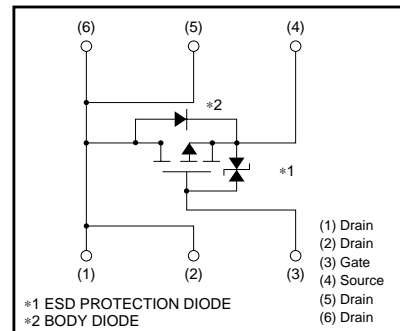 (6) (5) (4)
∗2
∗1
(1) (2) (3)
(1) Drain
(2) Drain
(3) Gate
(4) Source
(5) Drain
(6) Drain
∗1 ESD PROTECTION DIODE
∗2 BODY DIODE